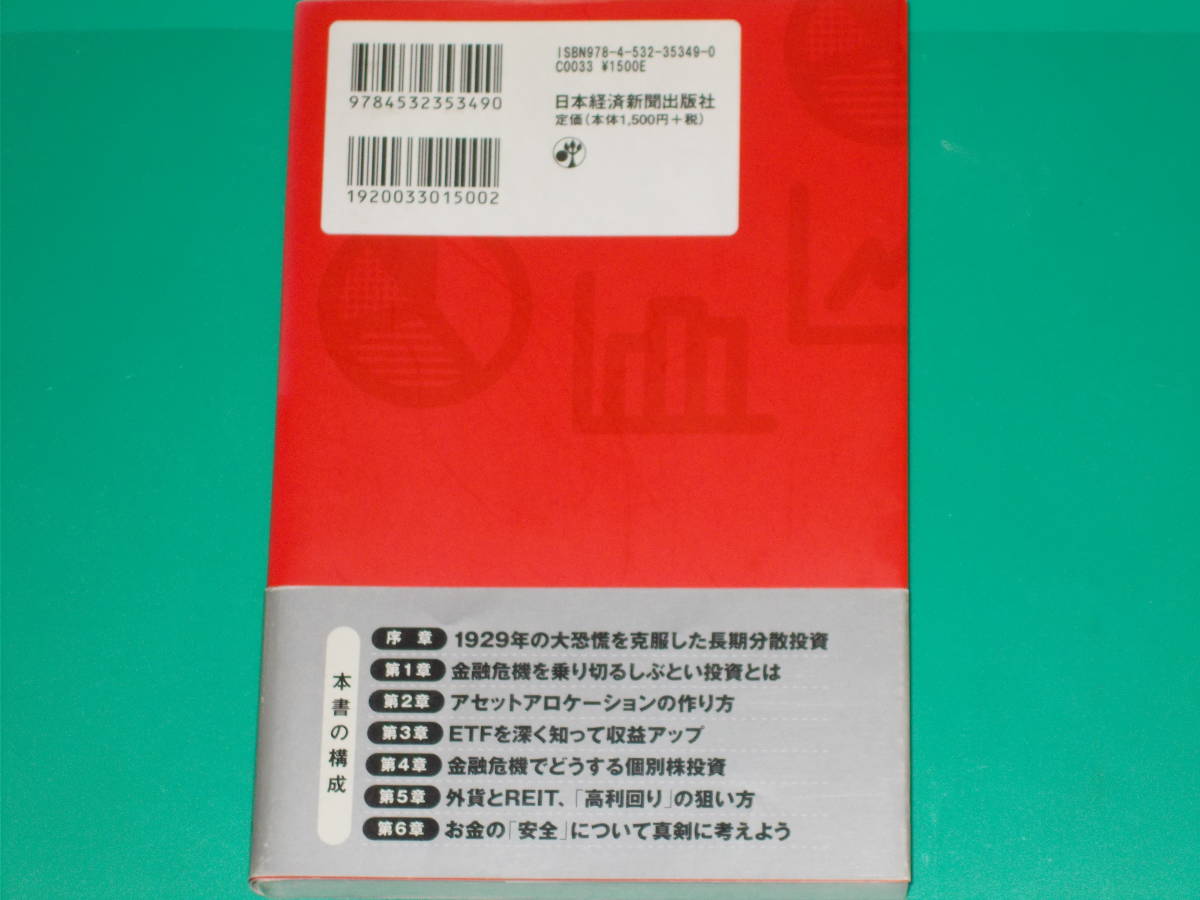 ISBN978-4-532-35349-0
C0033 ¥1500E
9784532353490
日本経済新聞出版社
定価(本体1,500円+税)
1920033015002
本書の構成
序章 1929年の大恐慌を克服した長期分散投資
第1章 金融危機を乗り切るしぶとい投資とは
第2章 アセットアロケーションの作り方
第3章 ETFを深く知って収益アップ
第4章 金融危機でどうする個別株投資
第5章 外貨とREIT、「高利回り」の狙い方
第6章 お金の「安全」について真剣に考えよう